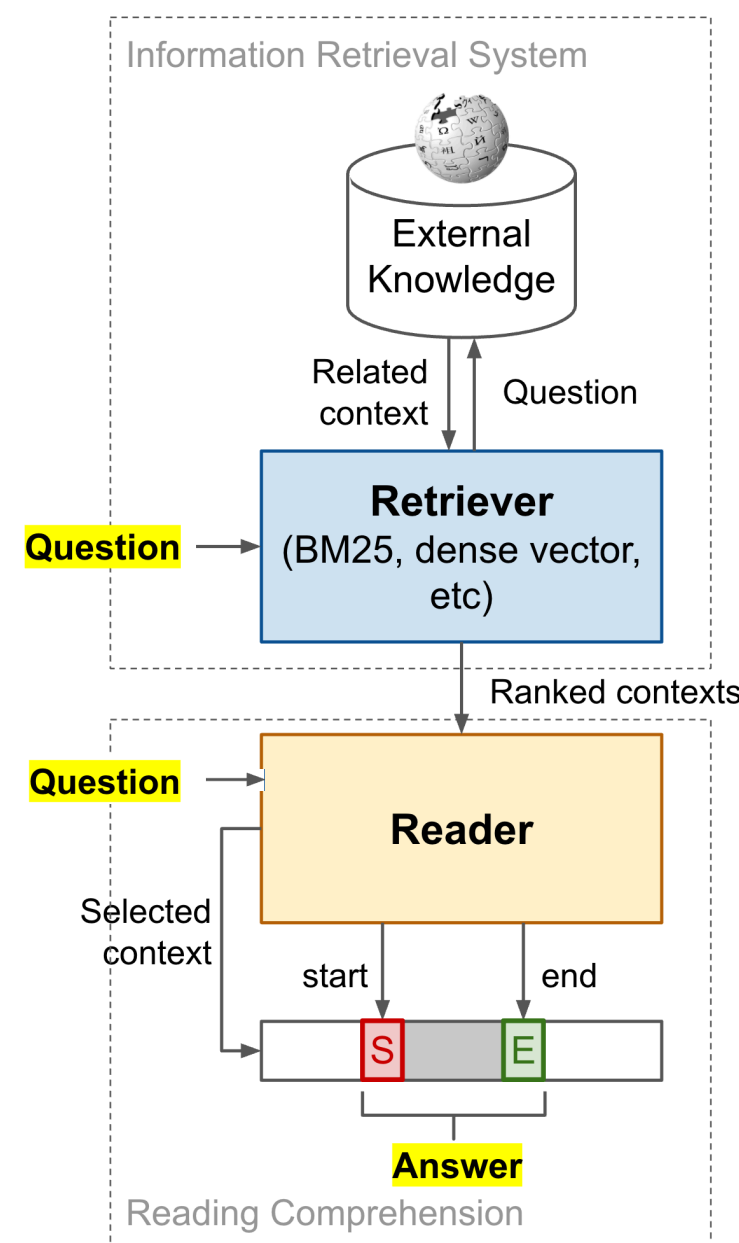 Information Retrieval System
External
Knowledge
Related
context
Question
Question
Retriever
(BM25, dense vector,
etc)
Ranked contexts
Question
Reader
Selected
context
start
end
S
E
Answer
Reading Comprehension